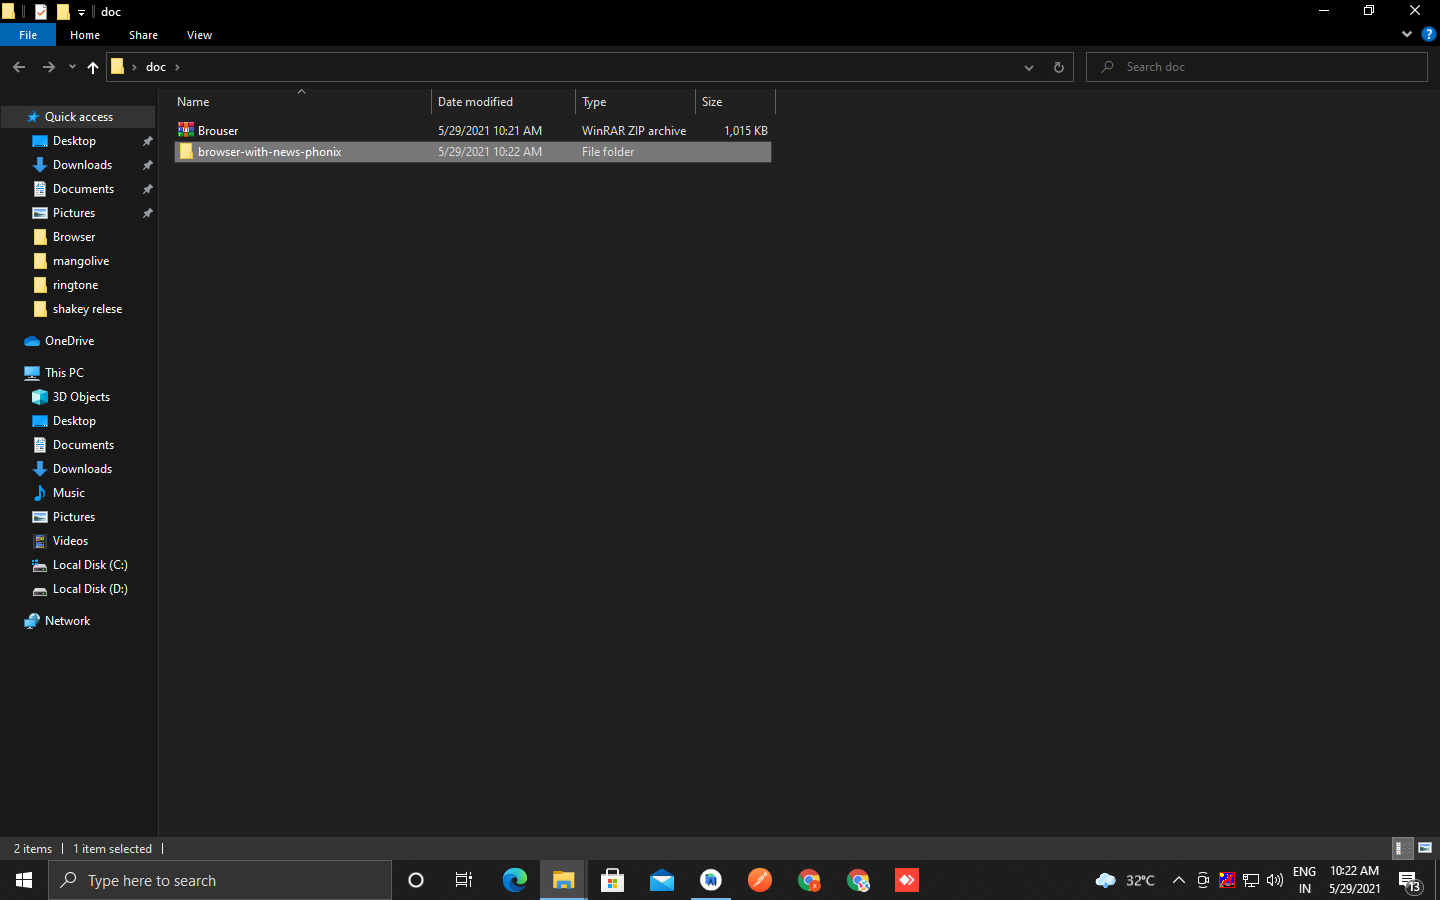 doc
File Home Share View
doc
Search doc
Name Date modified Type Size
Brouser 5/29/2021 10:21 AM WinRAR ZIP archive 1,015 KB
browser-with-news-phonix 5/29/2021 10:22 AM File folder
Quick access
Desktop
Downloads
Documents
Pictures
Browser
mangolive
ringtone
shakey relese
OneDrive
This PC
3D Objects
Desktop
Documents
Downloads
Music
Pictures
Videos
Local Disk (C:)
Local Disk (D:)
Network
2 items 1 item selected
Type here to search
32°C
ENG
IN
10:22 AM
5/29/2021
13